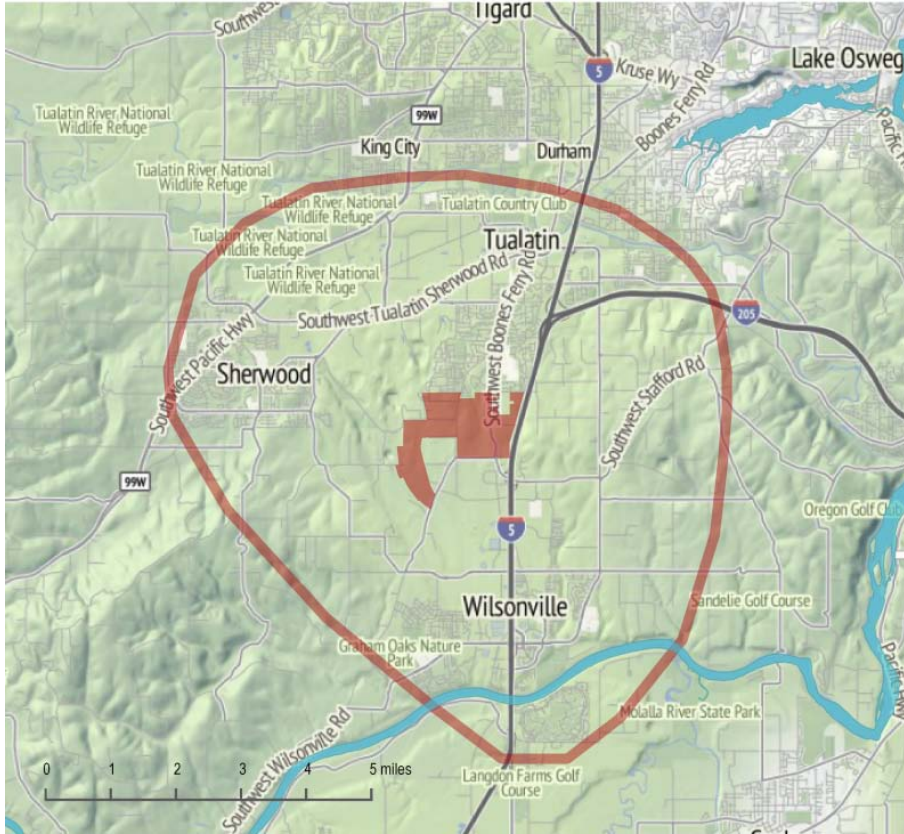 Southwest
Tigard
Lake Osweg
5
Kruse Wy
Boones Ferry Rd
Pacific H
99W
Tualatin River National
Wildlife Refuge
King City
Durham
Tualatin River National
Wildlife Refuge
Tualatin River National
Wildlife Refuge
Tualatin Country Club
Tualatin River National
Wildlife Refuge
Tualatin
Tualatin River National
Wildlife Refuge
Southwest Tualatin Sherwood Rd
Southwest Boones Ferry Rd
205
Southwest Pacific Hwy
Sherwood
Southwest Stafford Rd
99W
Oregon Golf Club
5
Wilsonville
Sandelie Golf Course
Graham Oaks Nature
Park
Pacific Hwy
Molalla River State Park
Southwest Wilsonville Rd
0 1 2 3 4 5 miles
Langdon Farms Golf
Course